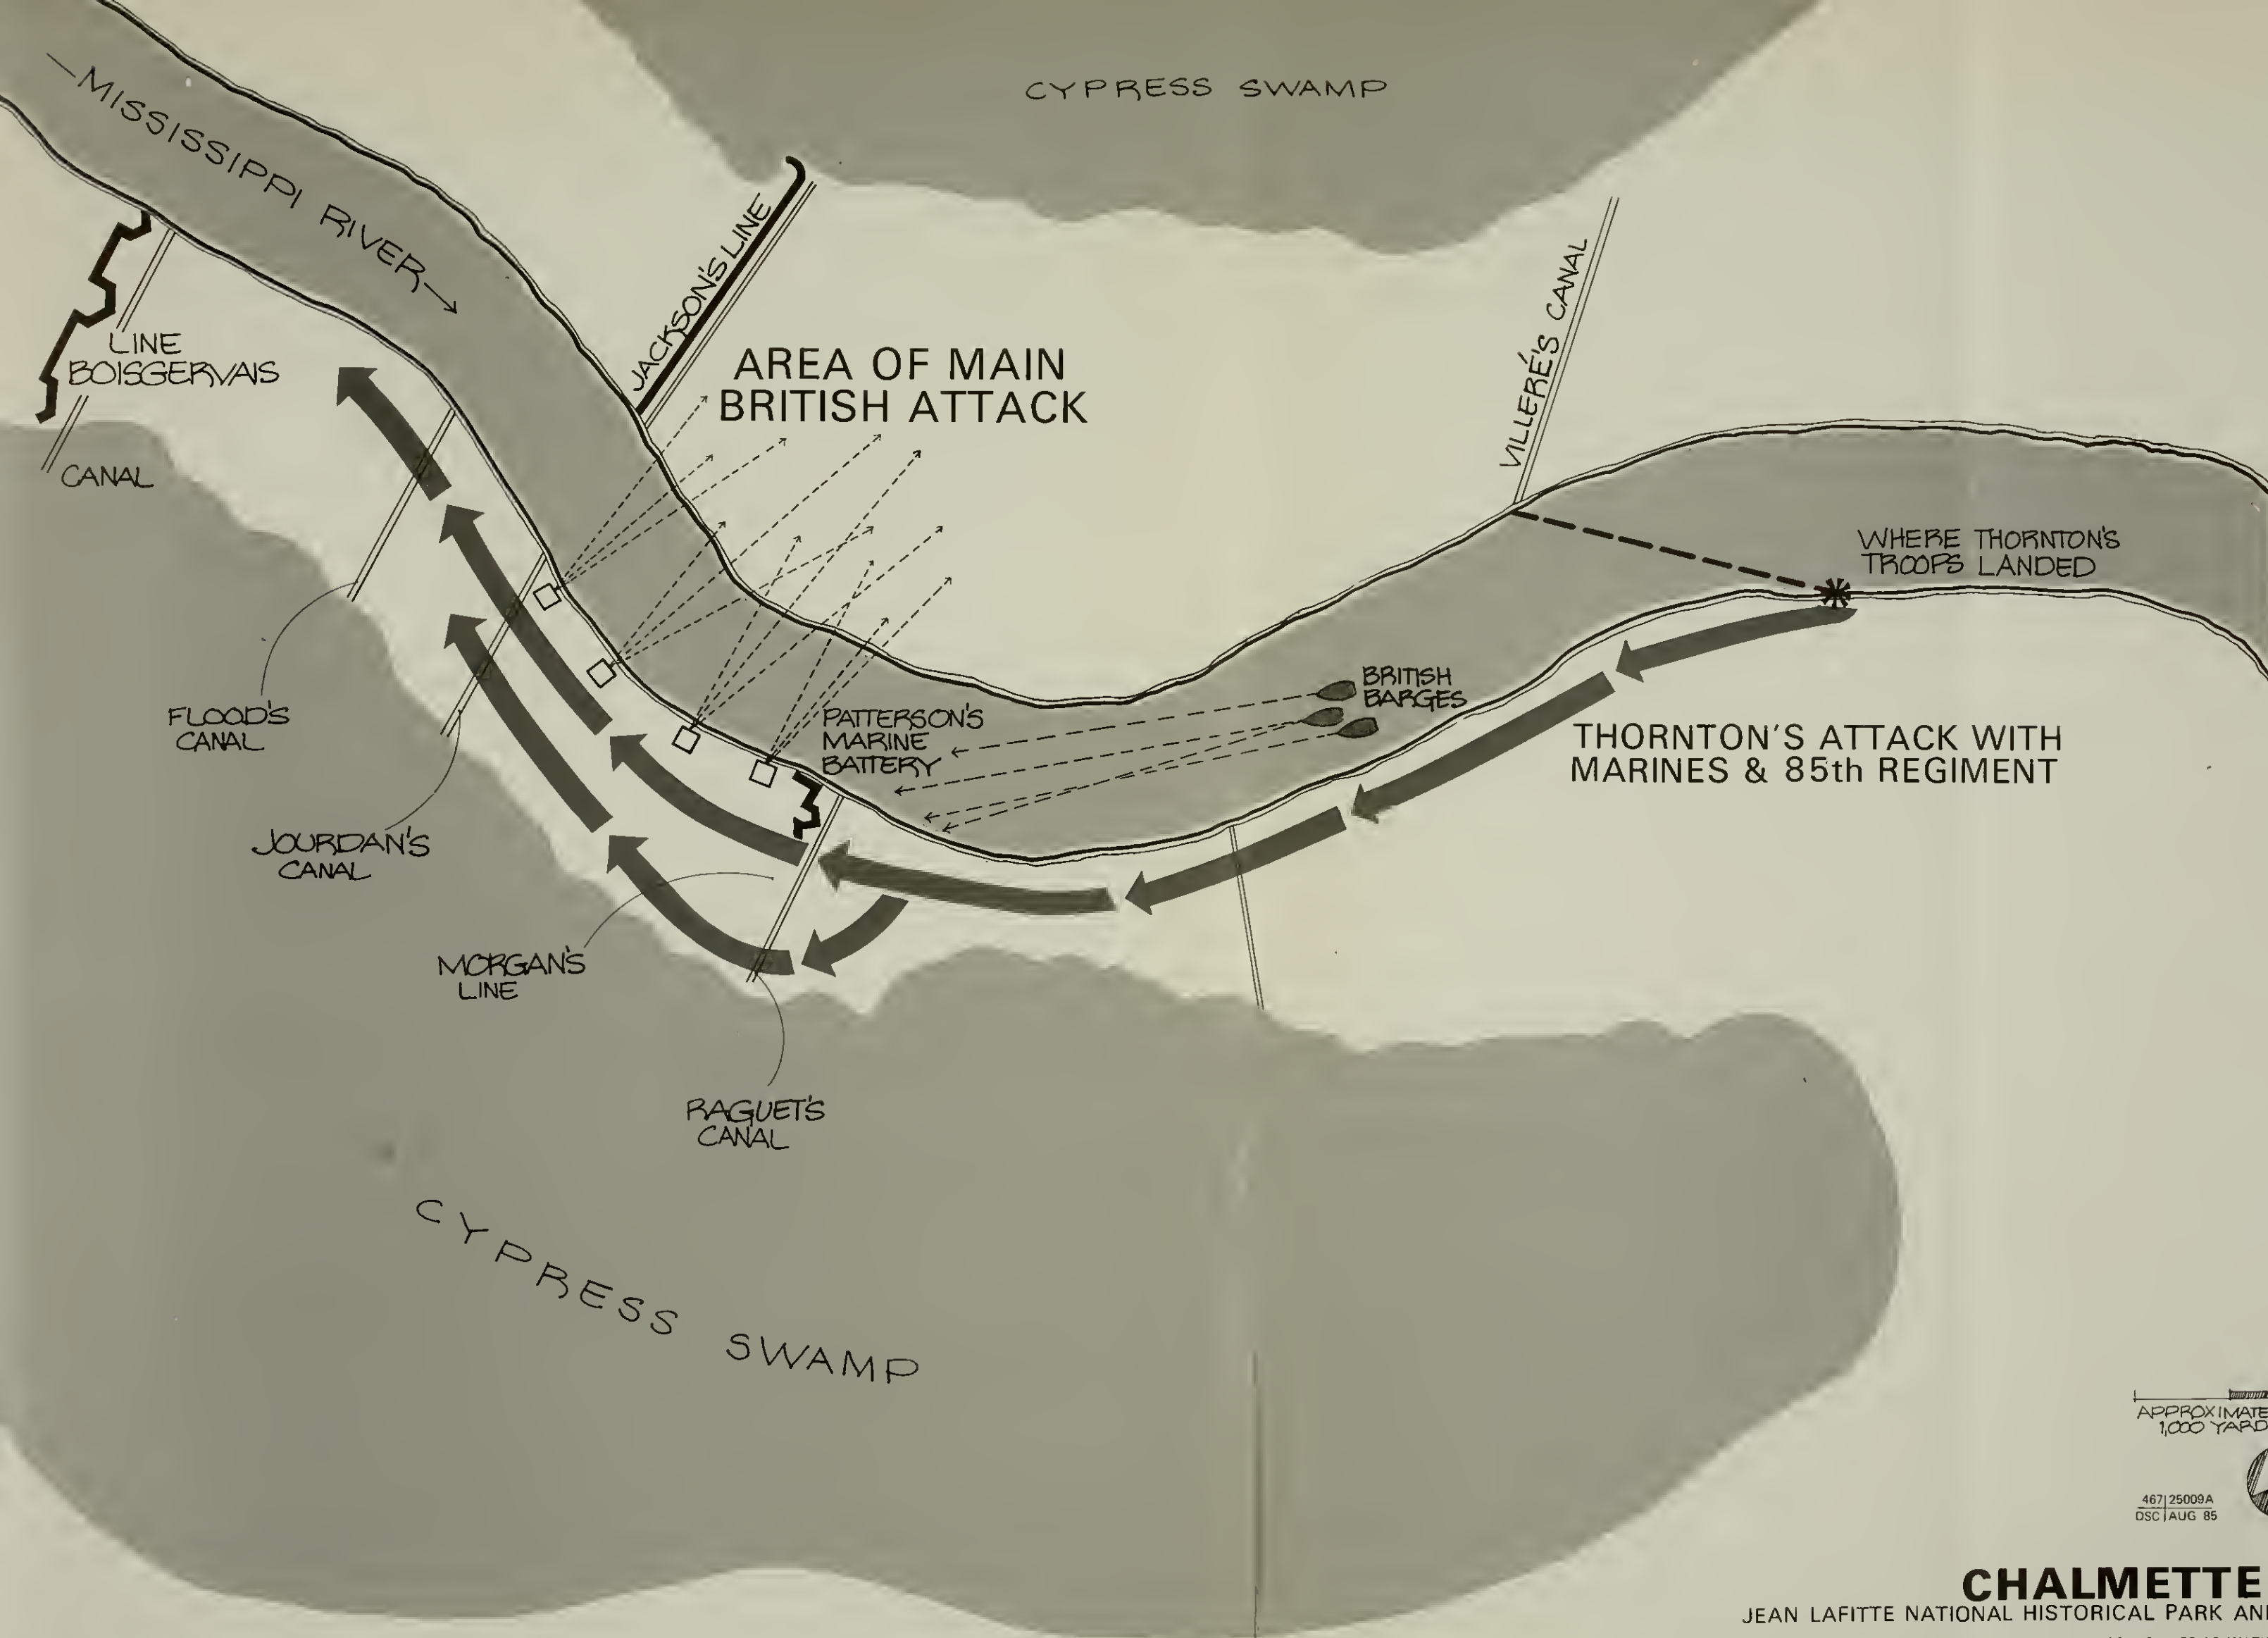 CYPRESS SWAMP
—MISSISSIPPI RIVER→
JACKSON'S LINE
VILLERÉ'S CANAL
LINE
BOISGERVAIS
CANAL
AREA OF MAIN
BRITISH ATTACK
WHERE THORNTON'S
TROOPS LANDED
BRITISH
BARGES
PATTERSON'S
MARINE
BATTERY
THORNTON'S ATTACK WITH
MARINES & 85th REGIMENT
FLOOD'S
CANAL
JOURDAN'S
CANAL
MORGAN'S
LINE
RAGUET'S
CANAL
CYPRESS SWAMP
APPROXIMATE
1,000 YARD
467 25009A
DSC AUG 85
CHALMETTE
JEAN LAFITTE NATIONAL HISTORICAL PARK AN